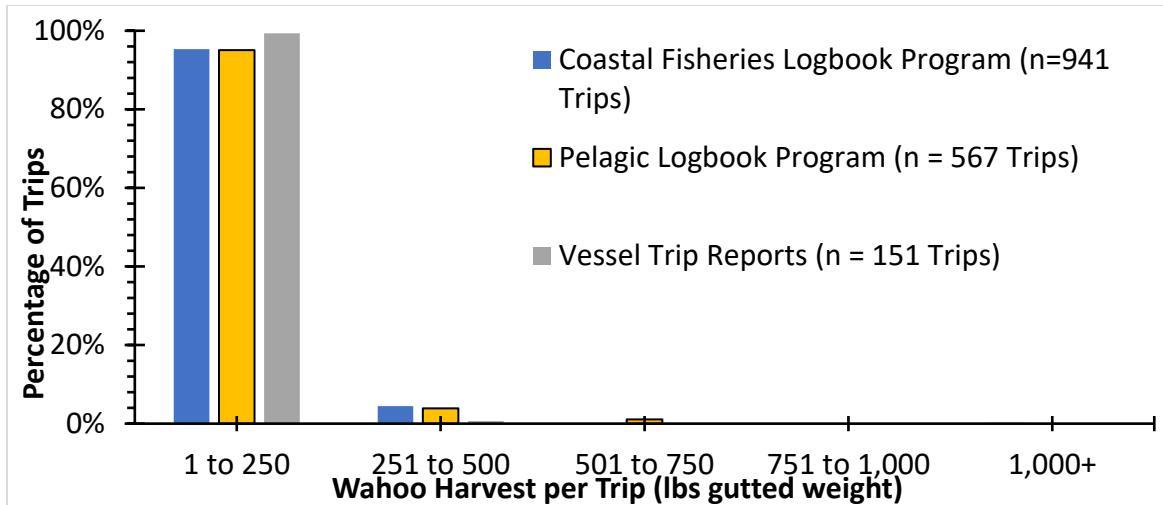 100%
80%
60%
40%
20%
0%
Percentage of Trips
Coastal Fisheries Logbook Program (n=941
Trips)
Pelagic Logbook Program (n = 567 Trips)
Vessel Trip Reports (n = 151 Trips)
1 to 250 251 to 500 501 to 750 751 to 1,000 1,000+
Wahoo Harvest per Trip (lbs gutted weight)